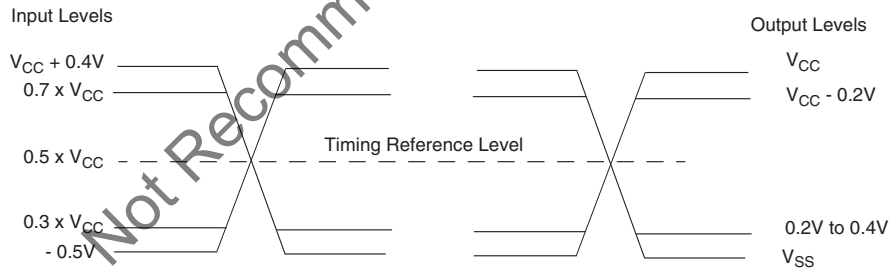 Input Levels
Output Levels
VCC + 0.4V
VCC
0.7 x VCC
VCC - 0.2V
0.5 x VCC
Timing Reference Level
0.3 x VCC
0.2V to 0.4V
- 0.5V
VSS
Not Recomm